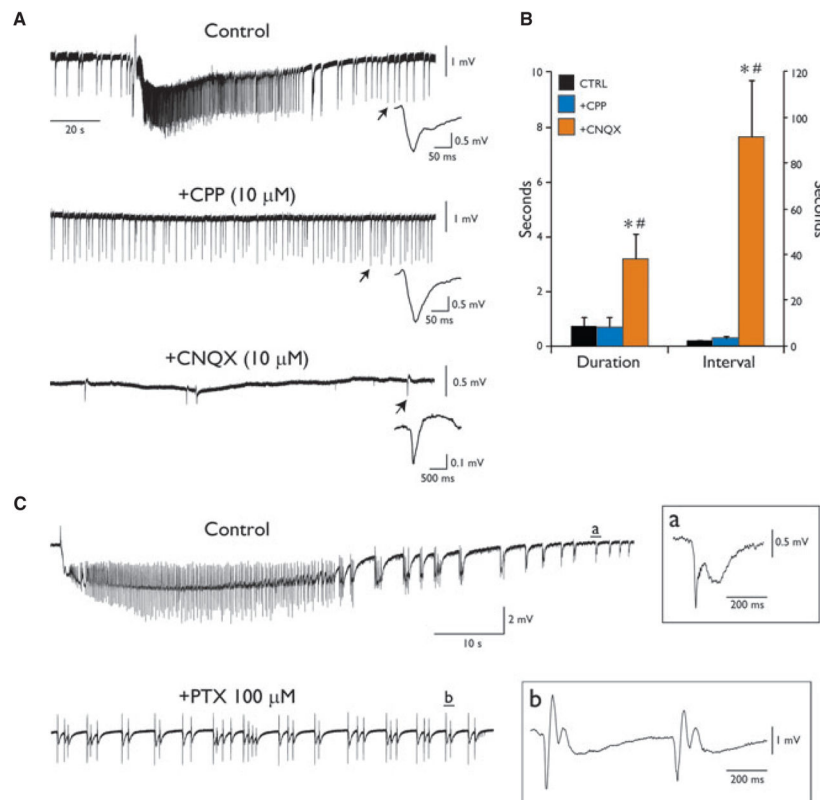 A
Control
1 mV
20 s
0.5 mV
50 ms
+CPP (10 µM)
1 mV
0.5 mV
50 ms
+CNQX (10 µM)
0.5 mV
0.1 mV
500 ms
B
10
8
6
4
2
0
Seconds
CTRL
+CPP
+CNQX
*#
*#
120
100
80
60
40
20
0
Seconds
Duration
Interval
C
Control
a
2 mV
10 s
a
0.5 mV
200 ms
+PTX 100 µM
b
b
1 mV
200 ms